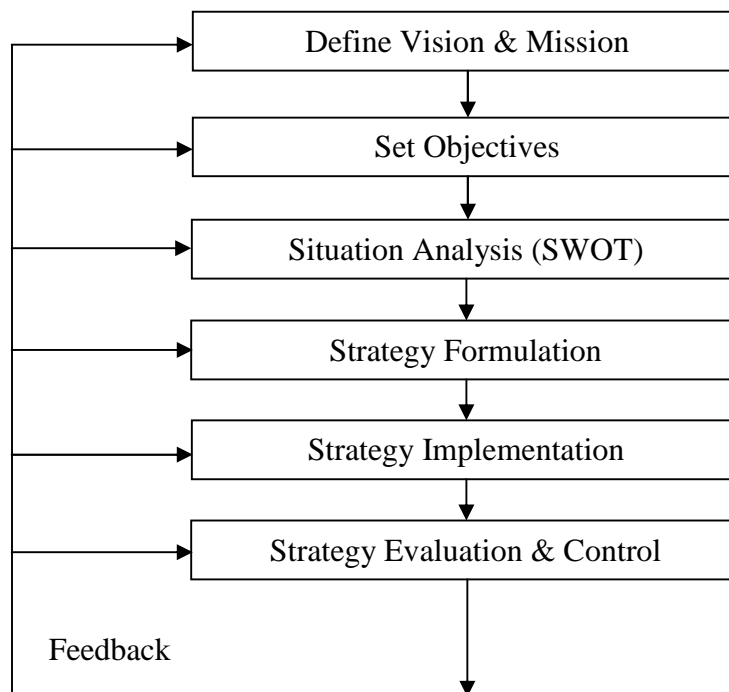 Define Vision & Mission
Set Objectives
Situation Analysis (SWOT)
Strategy Formulation
Strategy Implementation
Strategy Evaluation & Control
Feedback